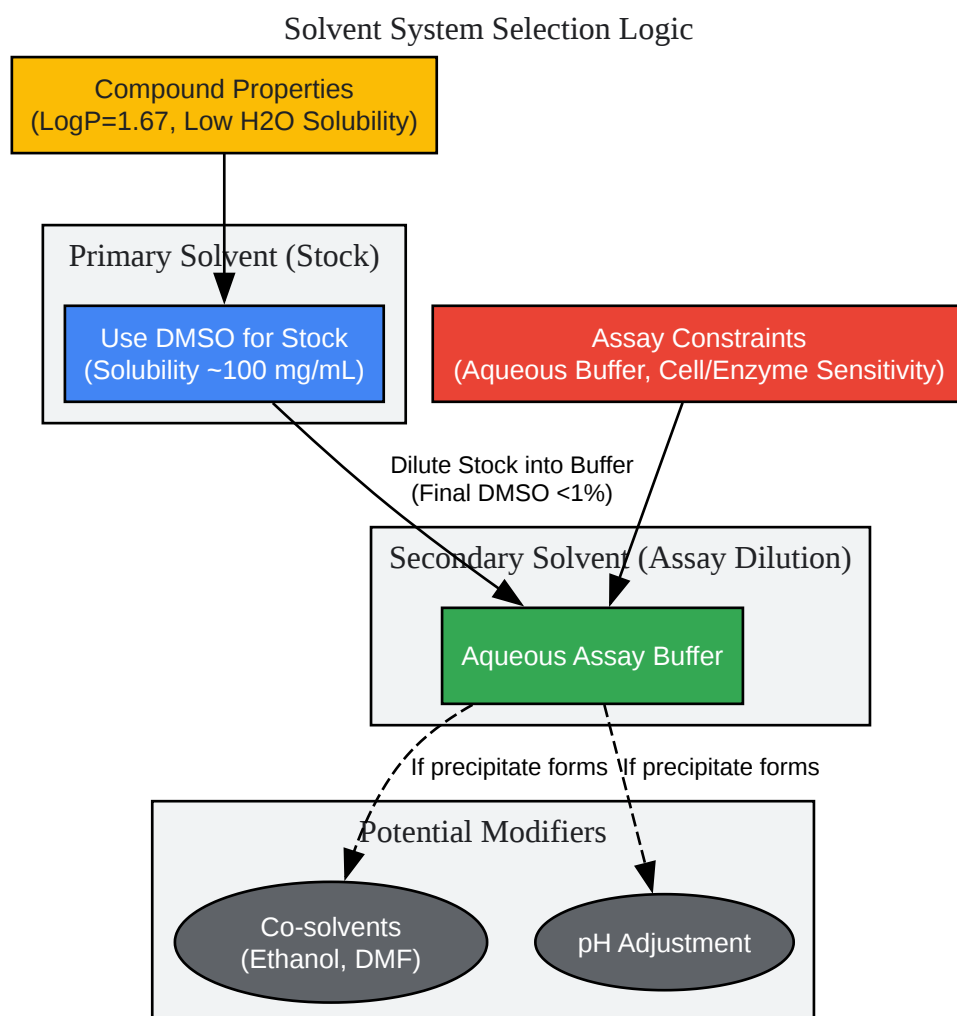 Solvent System Selection Logic
Compound Properties
(LogP=1.67, Low H2O Solubility)
Primary Solvent (Stock)
Use DMSO for Stock
(Solubility ~100 mg/mL)
Assay Constraints
(Aqueous Buffer, Cell/Enzyme Sensitivity)
Dilute Stock into Buffer
(Final DMSO <1%)
Secondary Solvent (Assay Dilution)
Aqueous Assay Buffer
If precipitate forms
If precipitate forms
Potential Modifiers
Co-solvents
(Ethanol, DMF)
pH Adjustment